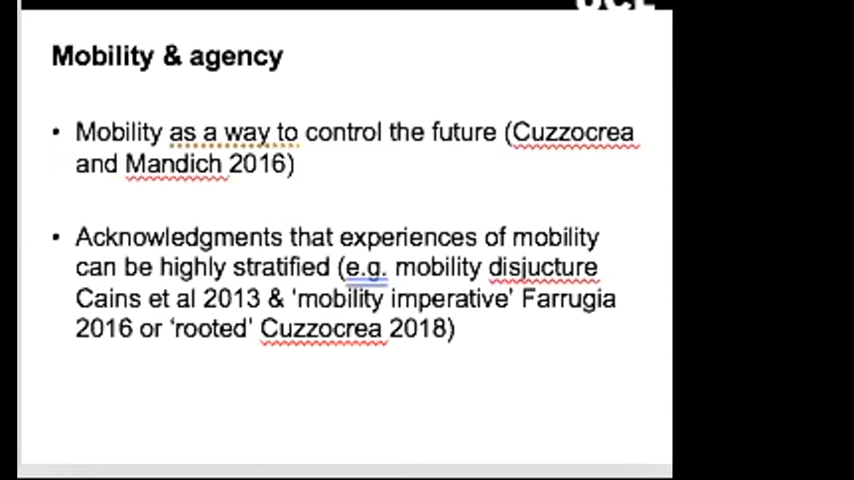 Mobility & agency
• Mobility as a way to control the future (Cuzzocrea
and Mandich 2016)
• Acknowledgments that experiences of mobility
can be highly stratified (e.g. mobility disjucture
Cains et al 2013 & 'mobility imperative' Farrugia
2016 or 'rooted' Cuzzocrea 2018)